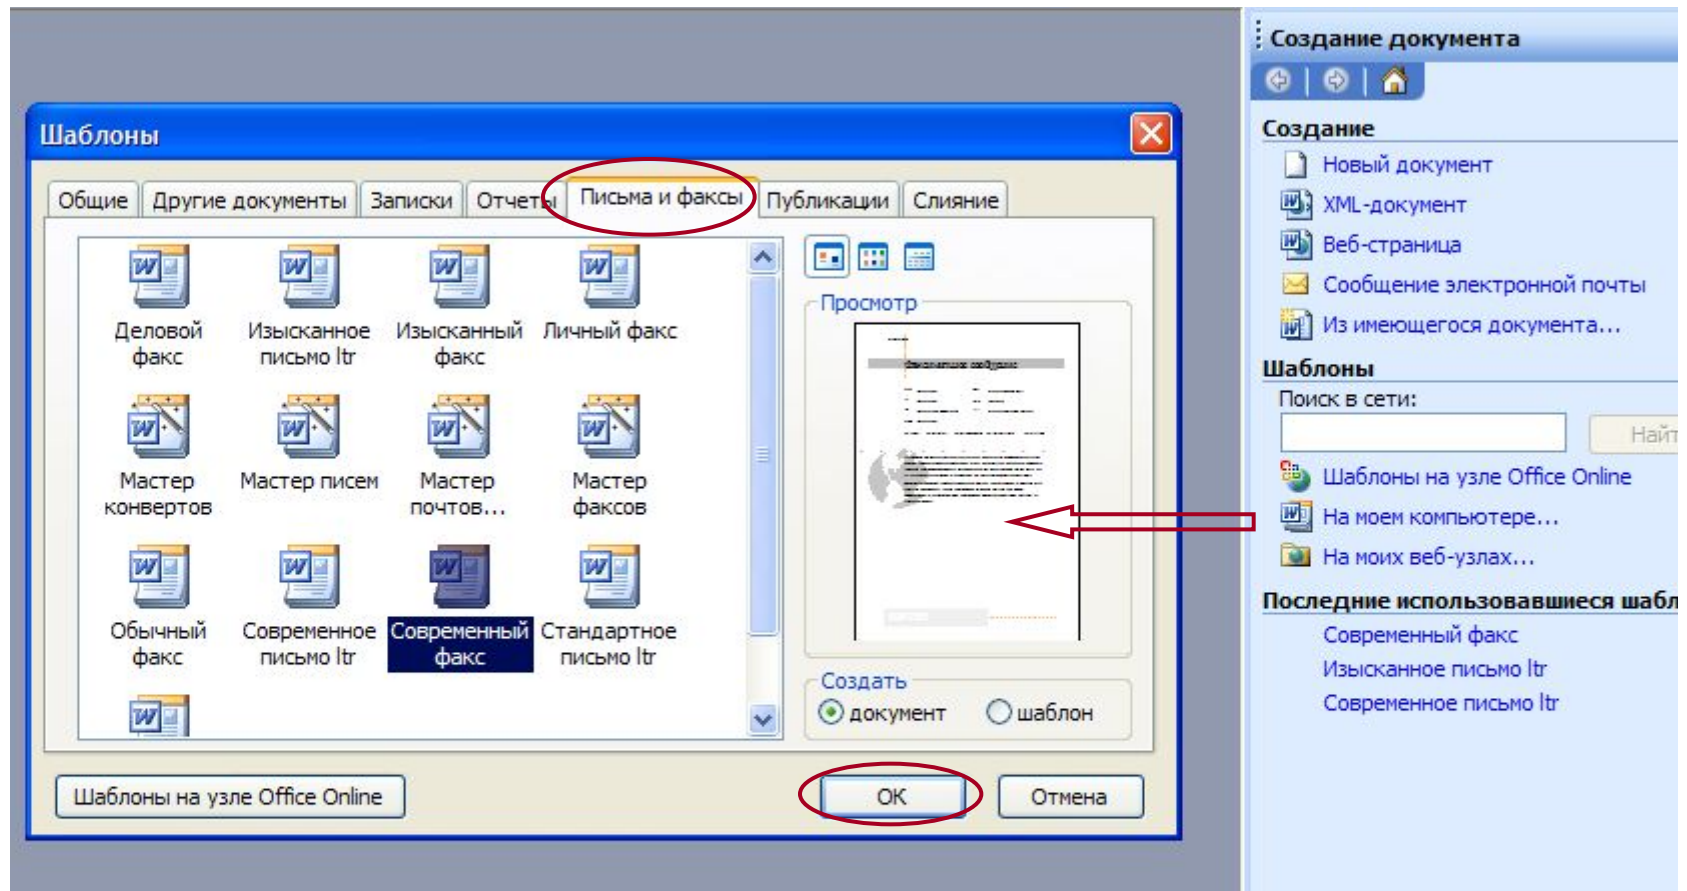 Шаблоны
Общие Другие документы Записки Отчеты Письма и факсы Публикации Слияние
Деловой
факс
Изысканное
письмо ltr
Изысканный
факс
Личный факс
Мастер
конвертов
Мастер писем
Мастер
почтов...
Мастер
факсов
Обычный
факс
Современное
письмо ltr
Современный
факс
Стандартное
письмо ltr
Просмотр
Создать
документ шаблон
Шаблоны на узле Office Online
ОК
Отмена
Создание документа
Создание
Новый документ
XML-документ
Веб-страница
Сообщение электронной почты
Из имеющегося документа...
Шаблоны
Поиск в сети:
Найт
Шаблоны на узле Office Online
На моем компьютере...
На моих веб-узлах...
Последние использовавшиеся шабл
Современный факс
Изысканное письмо ltr
Современное письмо ltr